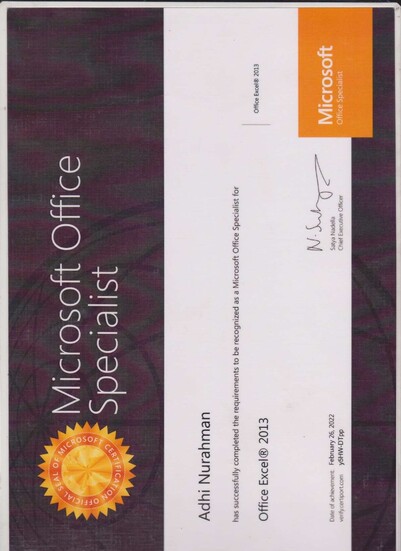 OFFICIAL SEAL OF MICROSOFT CERTIFICATION
Microsoft Office
Specialist
Adhi Nurahman
has successfully completed the requirements to be recognized as a Microsoft Office Specialist for
Office Excel® 2013
Office Excel® 2013
Date of achievement: February 26, 2022
verify.certiport.com y5HW-DTpp
Satya Nadella
Chief Executive Officer
Microsoft
Office Specialist